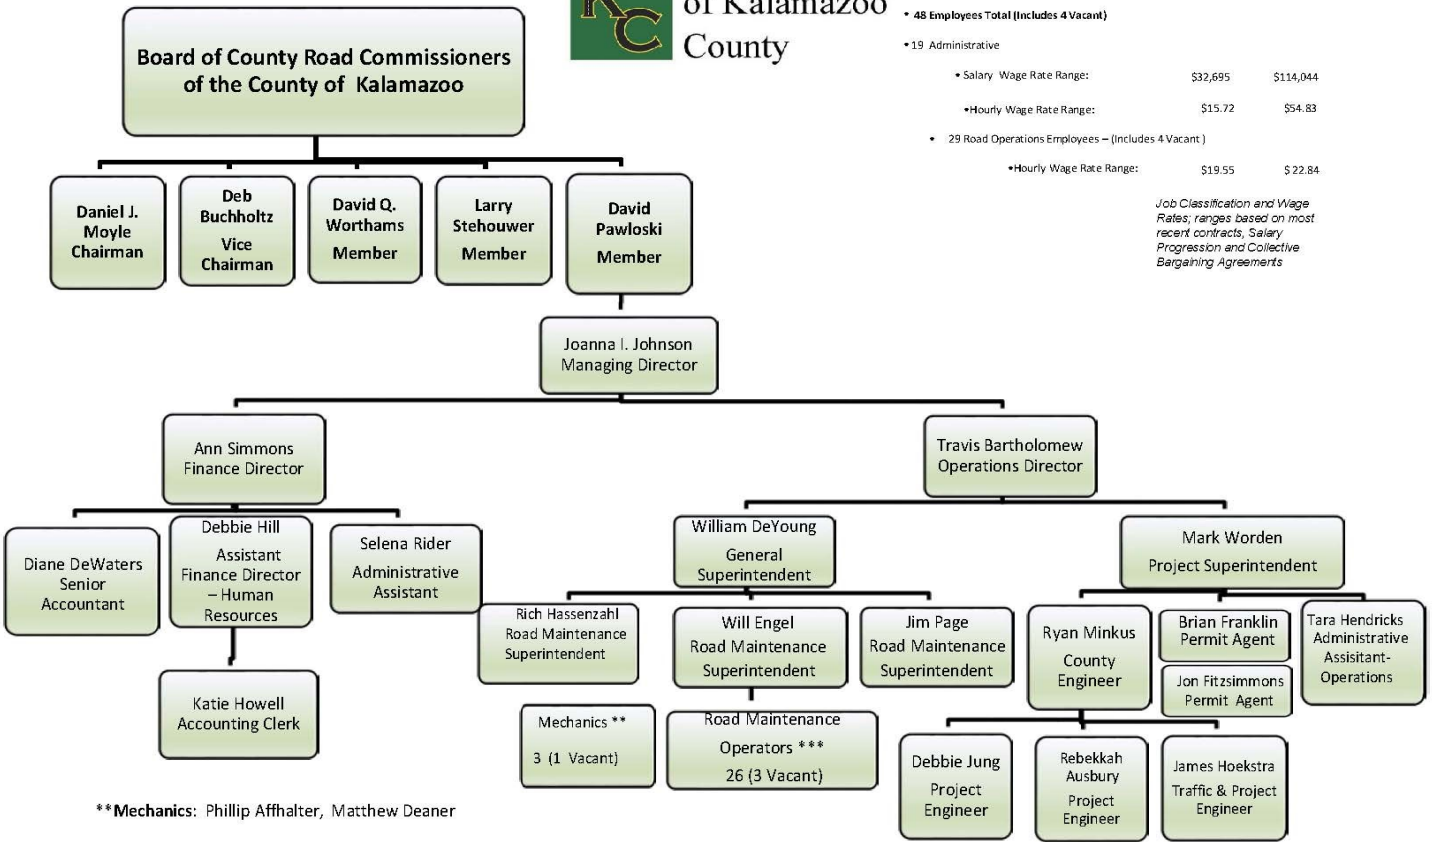 of Kalamazoo
County
KC
• 48 Employees Total (Includes 4 Vacant)
• 19 Administrative
• Salary Wage Rate Range: $32,695 $114,044
•Hourly Wage Rate Range: $15.72 $54.83
• 29 Road Operations Employees – (Includes 4 Vacant )
•Hourly Wage Rate Range: $19.55 $ 22.84
Job Classification and Wage
Rates; ranges based on most
recent contracts, Salary
Progression and Collective
Bargaining Agreements
Board of County Road Commissioners
of the County of Kalamazoo
Daniel J.
Moyle
Chairman
Deb
Buchholtz
Vice
Chairman
David Q.
Worthams
Member
Larry
Stehouwer
Member
David
Pawloski
Member
Joanna I. Johnson
Managing Director
Ann Simmons
Finance Director
Travis Bartholomew
Operations Director
Diane DeWaters
Senior
Accountant
Debbie Hill
Assistant
Finance Director
– Human
Resources
Selena Rider
Administrative
Assistant
Katie Howell
Accounting Clerk
William DeYoung
General
Superintendent
Mark Worden
Project Superintendent
Rich Hassenzahl
Road Maintenance
Superintendent
Will Engel
Road Maintenance
Superintendent
Jim Page
Road Maintenance
Superintendent
Ryan Minkus
County
Engineer
Brian Franklin
Permit Agent
Jon Fitzsimmons
Permit Agent
Tara Hendricks
Administrative
Assisitant-
Operations
Mechanics **
3 (1 Vacant)
Road Maintenance
Operators ***
26 (3 Vacant)
Debbie Jung
Project
Engineer
Rebekkah
Ausbury
Project
Engineer
James Hoekstra
Traffic & Project
Engineer
**Mechanics: Phillip Affhalter, Matthew Deaner